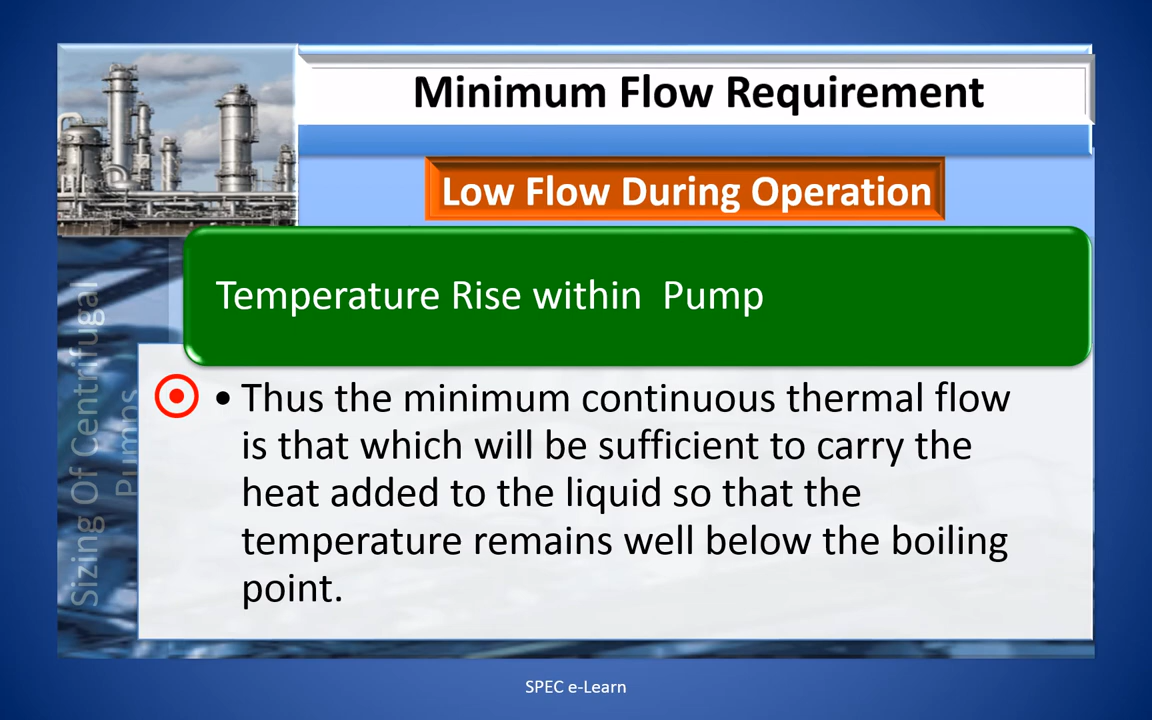 Minimum Flow Requirement
Low Flow During Operation
Temperature Rise within  Pump
Sizing Of Centrifugal
Pumps
• Thus the minimum continuous thermal flow
is that which will be sufficient to carry the
heat added to the liquid so that the
temperature remains well below the boiling
point.
SPEC e-Learn